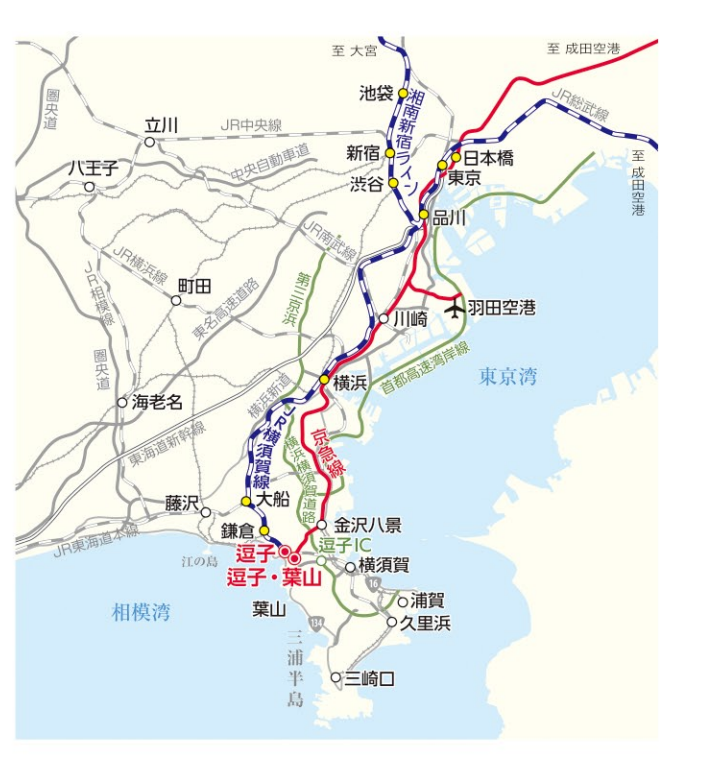 至 大宮
至 成田空港
圏央道
池袋
湘南新宿ライン
JR総武線
立川
JR中央線
中央自動車道
新宿
日本橋
東京
至 成田空港
八王子
渋谷
品川
JR南武線
JR横浜線
JR相模線
町田
東名高速道路
第三京浜
羽田空港
川崎
圏央道
首都高速湾岸線
東京湾
横浜
横浜新道
海老名
東海道新幹線
JR横須賀線
横浜横須賀道路
京急線
大船
藤沢
鎌倉
金沢八景
JR東海道本線
江の島
逗子
逗子IC
逗子・葉山
横須賀
16
葉山
相模湾
134
浦賀
久里浜
三浦半島
三崎口